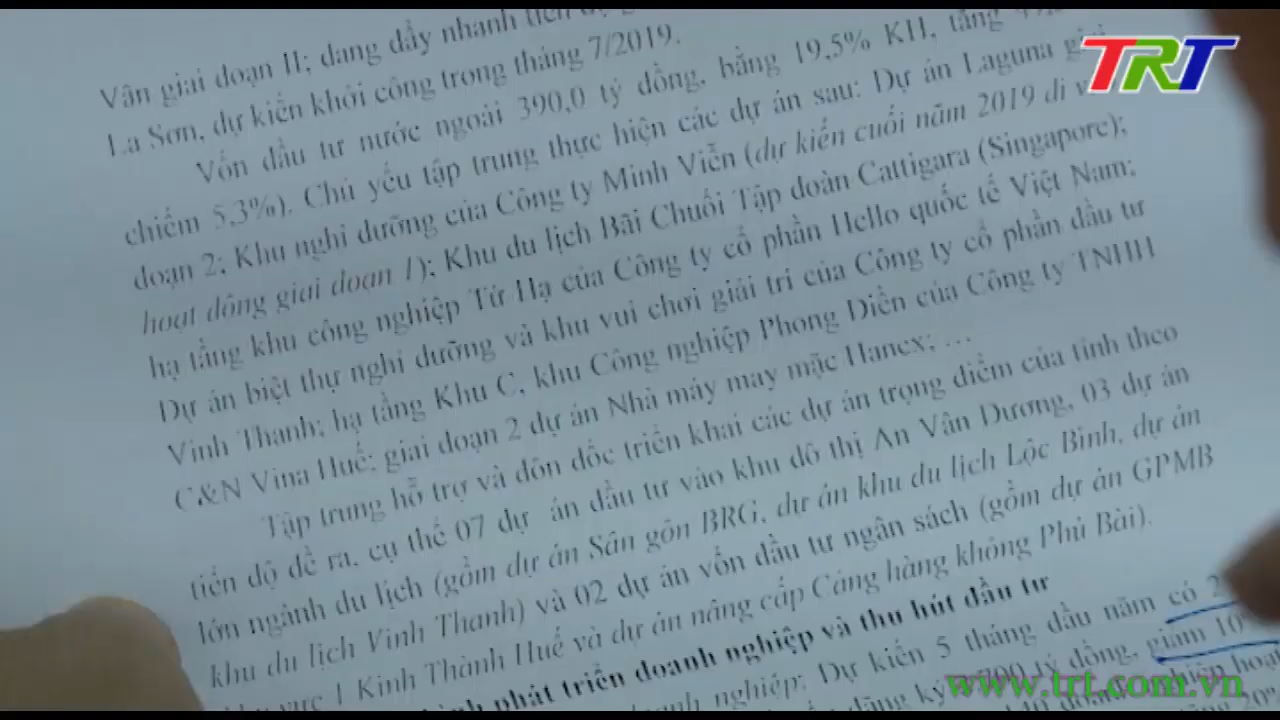 TRT
Vân giai đoạn II; đang đẩy nhanh tiến
La Sơn, dự kiến khởi công trong tháng 7/2019.
Vốn đầu tư nước ngoài 390,0 tỷ đồng, bằng 19,5% KH, tăng
chiếm 5,3%). Chủ yếu tập trung thực hiện các dự án sau: Dự án Laguna giai
đoạn 2; Khu nghỉ dưỡng của Công ty Minh Viễn (dự kiến cuối năm 2019 đi
hoạt động giai đoạn 1); Khu du lịch Bãi Chuối Tập đoàn Cattigara (Singapore);
hạ tầng khu công nghiệp Tứ Hạ của Công ty cổ phần Hello quốc tế Việt Nam;
Dự án biệt thự nghỉ dưỡng và khu vui chơi giải trí của Công ty cổ phần đầu tư
Vinh Thanh; hạ tầng Khu C, khu Công nghiệp Phong Điền của Công ty TNHH
C&N Vina Huế; giai đoạn 2 dự án Nhà máy may mặc Hanex; ...
Tập trung hỗ trợ và đôn đốc triển khai các dự án trọng điểm của tỉnh theo
tiến độ đề ra, cụ thể 07 dự án đầu tư vào khu đô thị An Vân Dương, 03 dự án
lớn ngành du lịch (gồm dự án Sân gôn BRG, dự án khu du lịch Lộc Bình, dự án
khu du lịch Vinh Thanh) và 02 dự án vốn đầu tư ngân sách (gồm dự án GPMB
vực 1 Kinh Thành Huế và dự án nâng cấp Cảng hàng không Phú Bài).
phát triển doanh nghiệp và thu hút đầu tư
nghiệp: Dự kiến 5 tháng đầu năm có
đăng ký 700 tỷ đồng, giảm 10
www.trt.com.vn